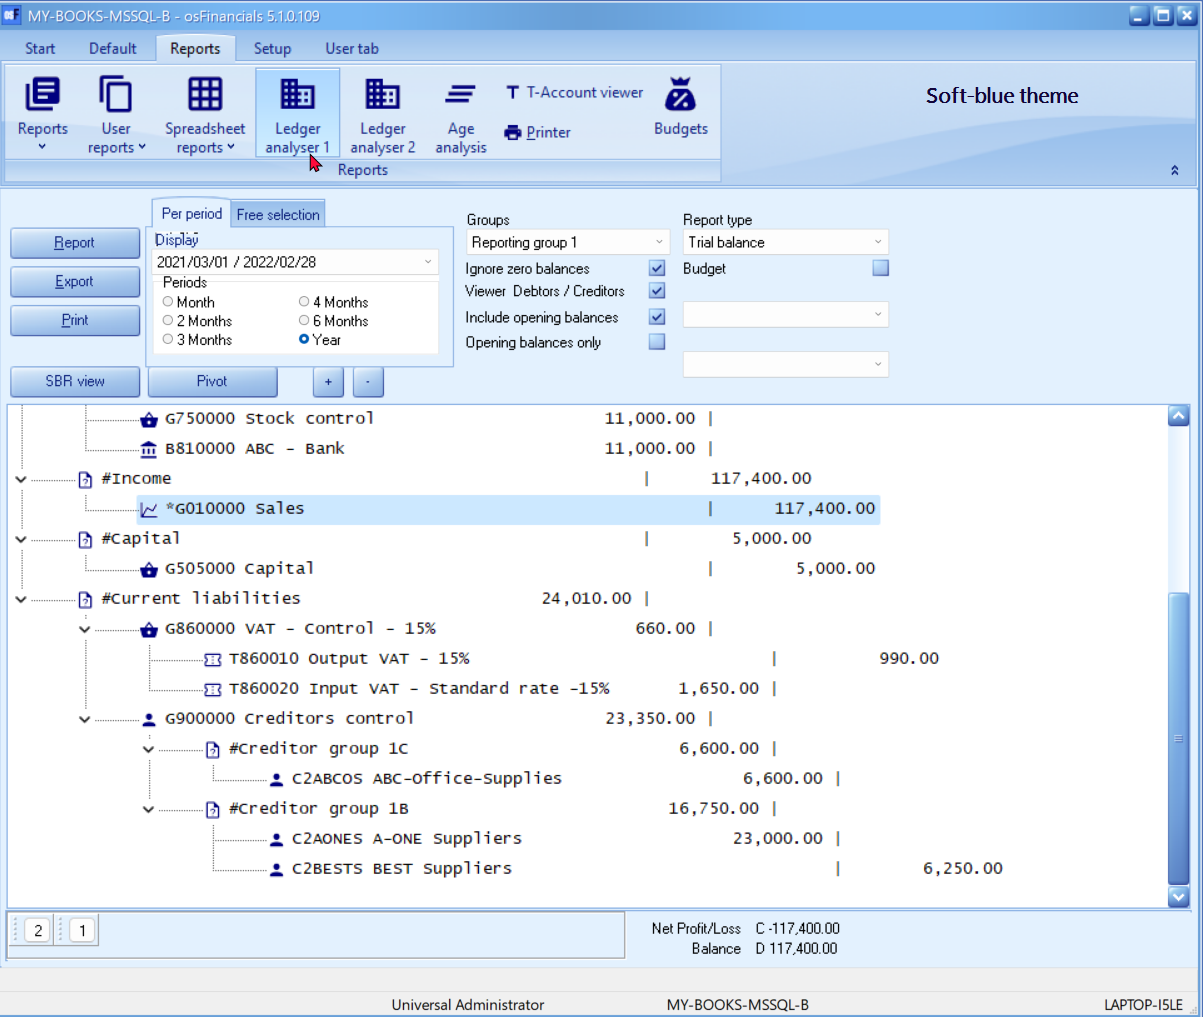 osF MY-BOOKS-MSSQL-B - osFinancials 5.1.0.109
Start Default Reports Setup User tab
Reports
User reports
Spreadsheet reports
Ledger analyser 1
Ledger analyser 2
Age analysis
T T-Account viewer
Printer
Budgets
Reports
Soft-blue theme
Per period Free selection
Display
2021/03/01 / 2022/02/28
Periods
Month 4 Months
2 Months 6 Months
3 Months Year
Report
Export
Print
Groups
Reporting group 1
Ignore zero balances
Viewer Debtors / Creditors
Include opening balances
Opening balances only
Report type
Trial balance
Budget
SBR view Pivot + -
G750000 Stock control 11,000.00 |
B810000 ABC - Bank 11,000.00 |
#Income | 117,400.00
*G010000 Sales | 117,400.00
#Capital | 5,000.00
G505000 Capital | 5,000.00
#Current liabilities 24,010.00 |
G860000 VAT - Control - 15% 660.00 |
T860010 Output VAT - 15% | 990.00
T860020 Input VAT - Standard rate -15% 1,650.00 |
G900000 Creditors control 23,350.00 |
#Creditor group 1C 6,600.00 |
C2ABCOS ABC-Office-Supplies 6,600.00 |
#Creditor group 1B 16,750.00 |
C2AONES A-ONE Suppliers 23,000.00 |
C2BESTS BEST Suppliers | 6,250.00
2 1
Net Profit/Loss C -117,400.00
Balance D 117,400.00
Universal Administrator MY-BOOKS-MSSQL-B LAPTOP-I5LE